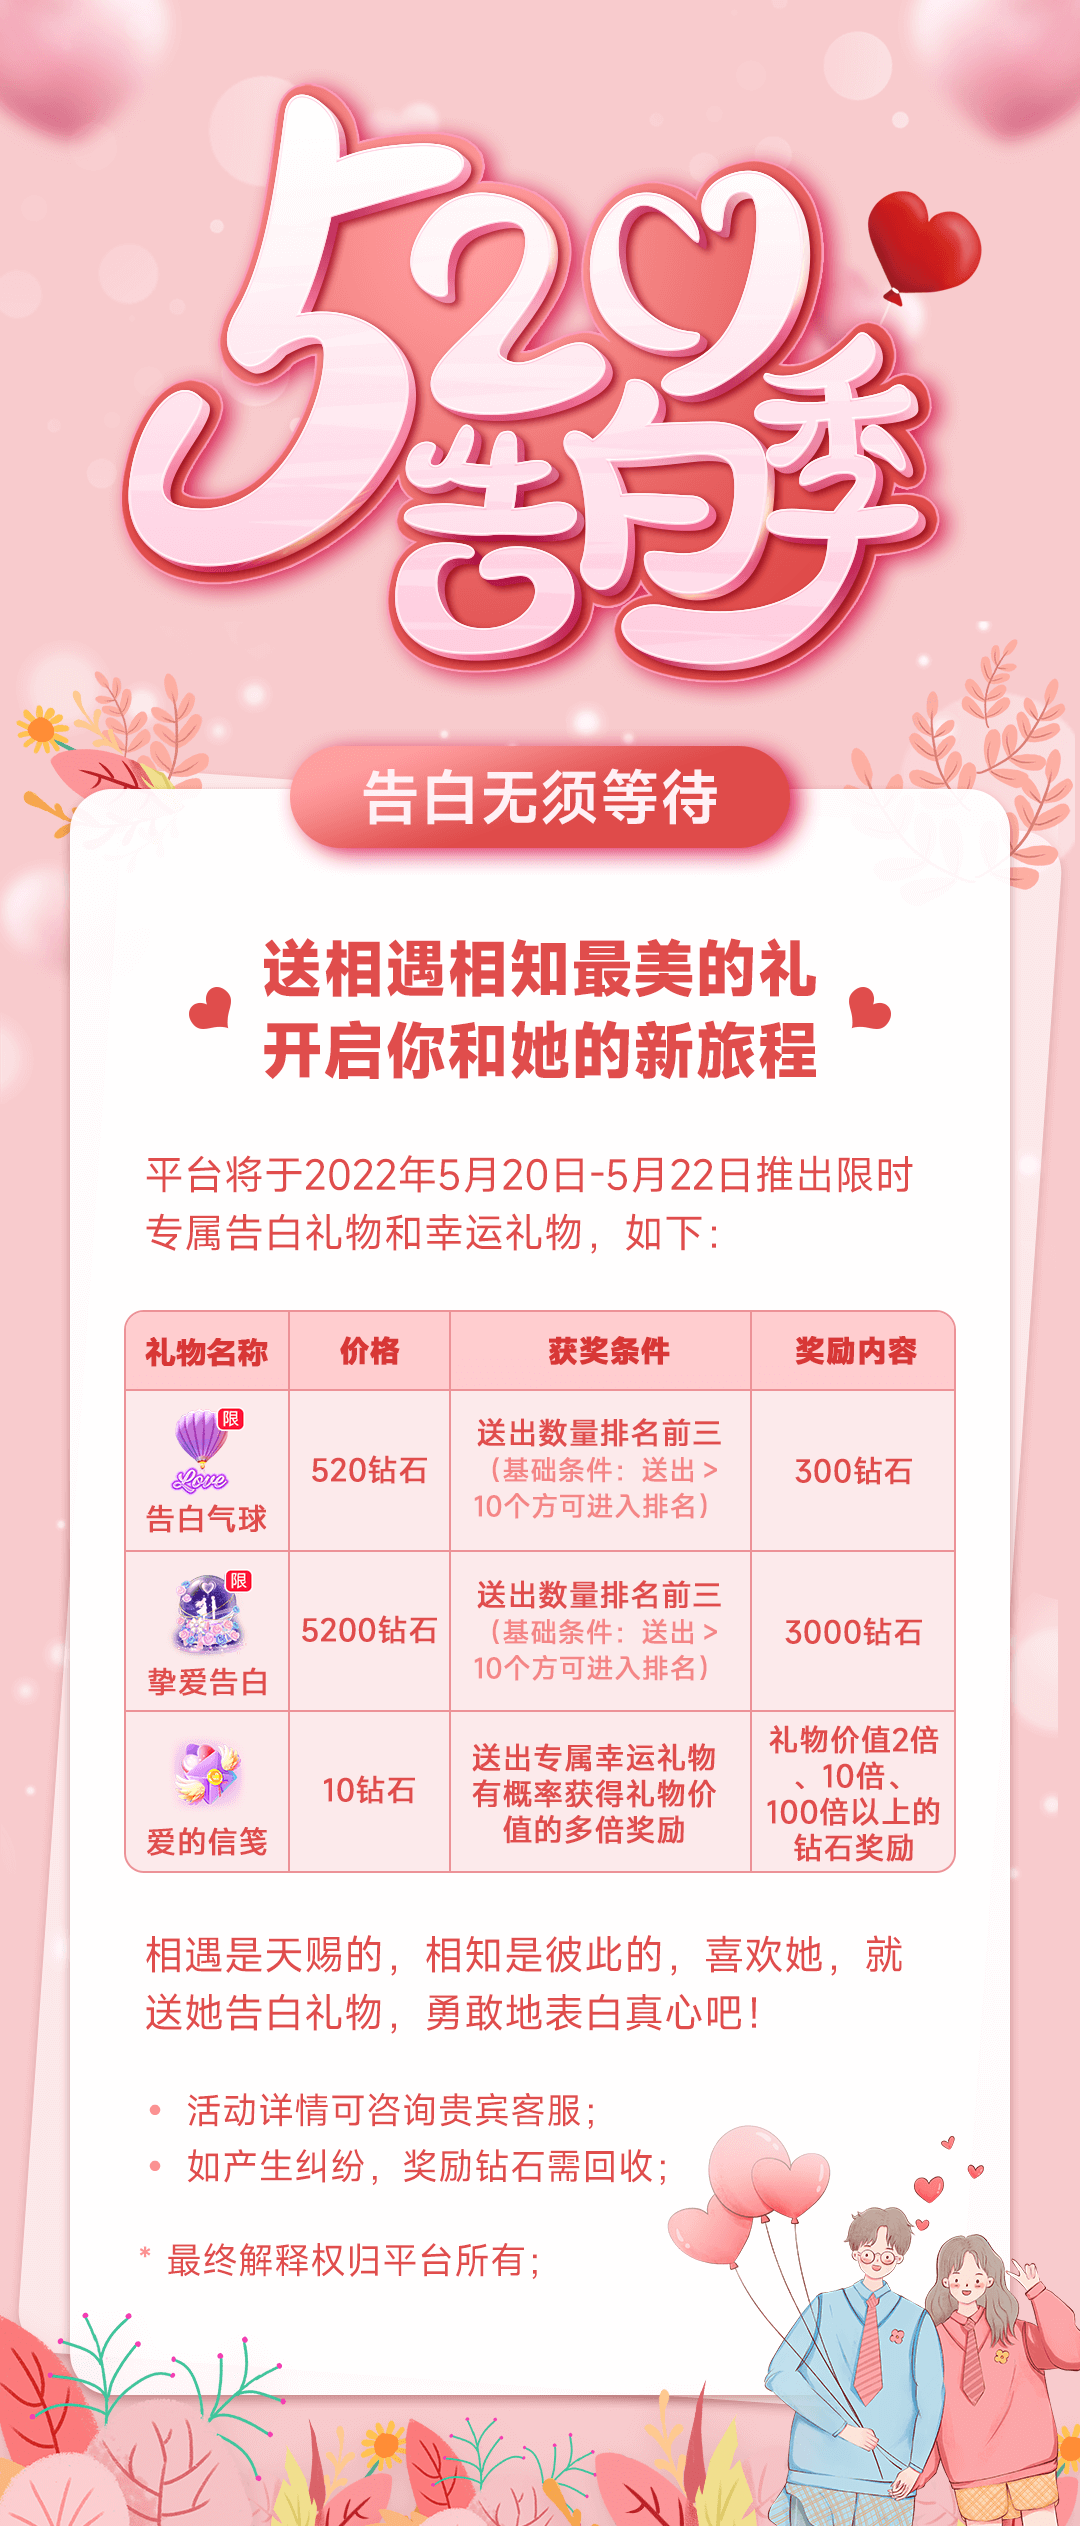 520
告白季
告白无须等待
送相遇相知最美的礼
开启你和她的新旅程
平台将于2022年5月20日-5月22日推出限时
专属告白礼物和幸运礼物，如下：
礼物名称 价格 获奖条件 奖励内容
限
Love
告白气球
520钻石
送出数量排名前三
（基础条件：送出 >
10个方可进入排名）
300钻石
限
挚爱告白
5200钻石
送出数量排名前三
（基础条件：送出 >
10个方可进入排名）
3000钻石
爱的信笺
10钻石
送出专属幸运礼物
有概率获得礼物价
值的多倍奖励
礼物价值2倍
、10倍、
100倍以上的
钻石奖励
相遇是天赐的，相知是彼此的，喜欢她，就
送她告白礼物，勇敢地表白真心吧！
• 活动详情可咨询贵宾客服；
• 如产生纠纷，奖励钻石需回收；
* 最终解释权归平台所有；